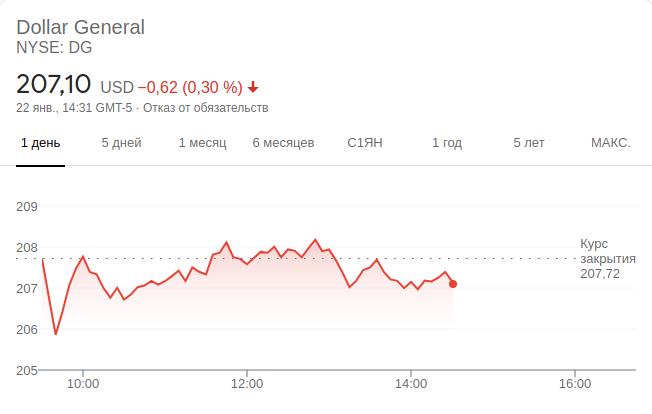 Dollar General
NYSE: DG
207,10 USD −0,62 (0,30 %)
22 янв., 14:31 GMT-5 · Отказ от обязательств
1 день 5 дней 1 месяц 6 месяцев С1ЯН 1 год 5 лет МАКС.
209
208
207
206
205
Курс
закрытия
207,72
10:00 12:00 14:00 16:00